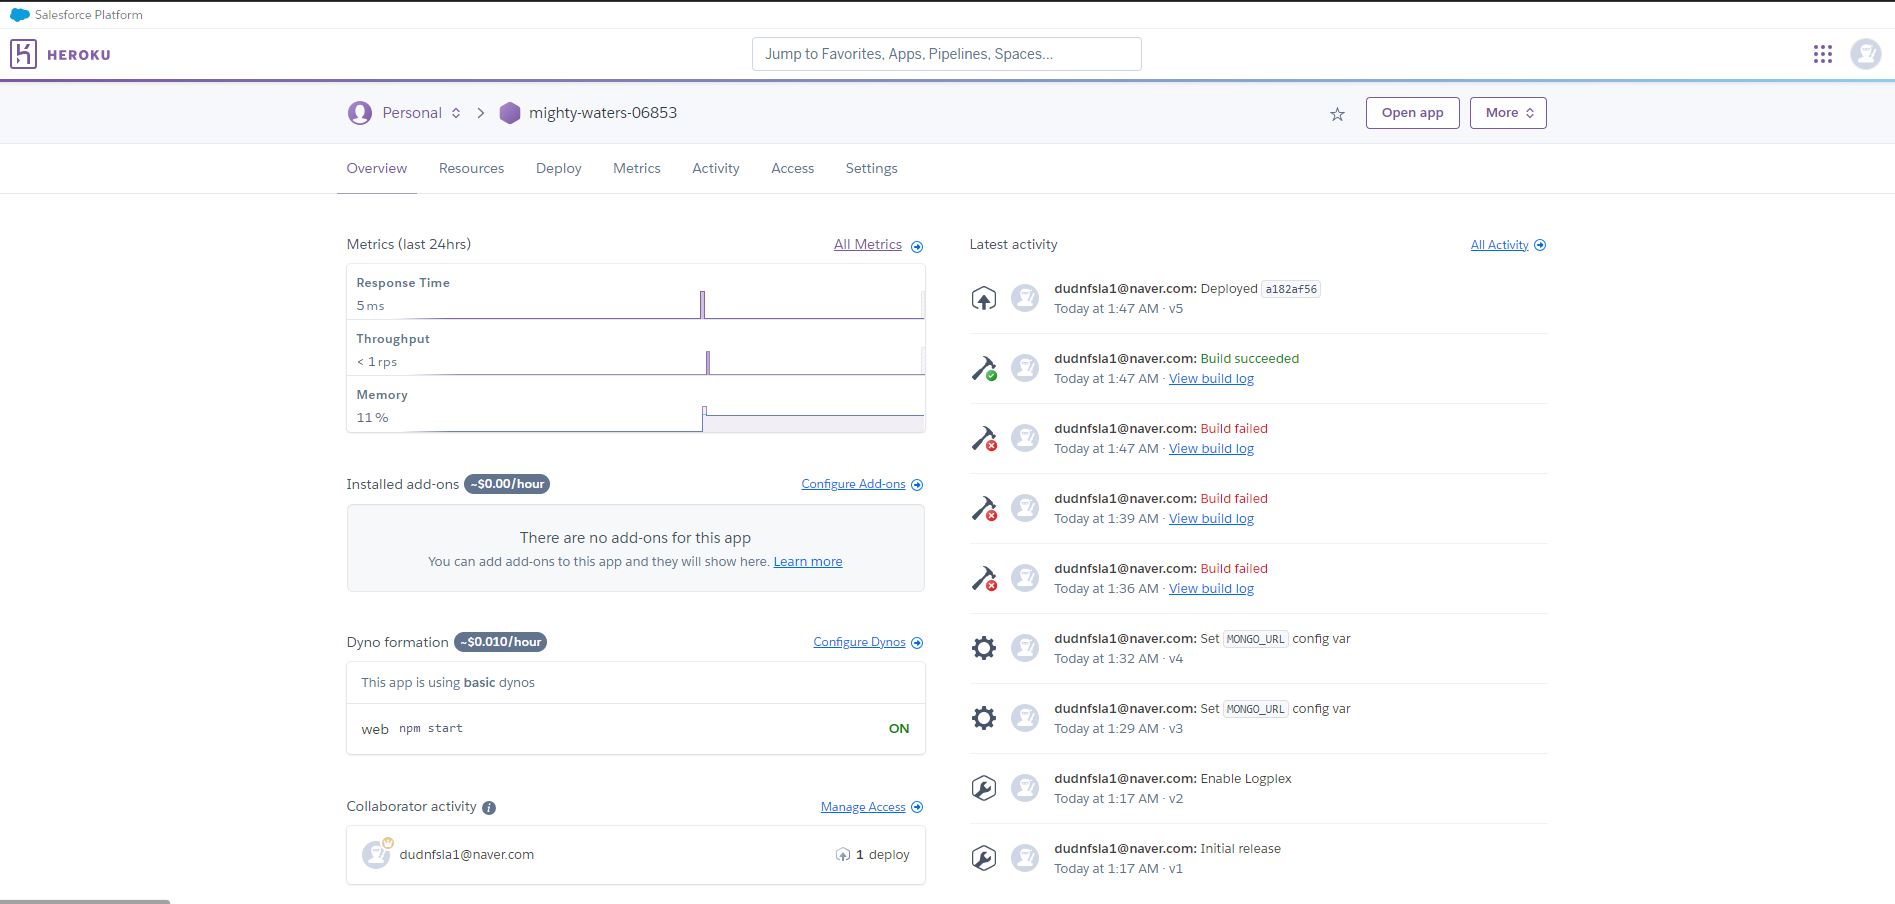 Salesforce Platform
HEROKU
Jump to Favorites, Apps, Pipelines, Spaces...
Personal
mighty-waters-06853
Open app
More
Overview
Resources
Deploy
Metrics
Activity
Access
Settings
Metrics (last 24hrs)
All Metrics
Response Time
5 ms
Throughput
< 1 rps
Memory
11 %
Installed add-ons ~$0.00/hour
Configure Add-ons
There are no add-ons for this app
You can add add-ons to this app and they will show here. Learn more
Dyno formation ~$0.010/hour
Configure Dynos
This app is using basic dynos
web npm start
ON
Collaborator activity
Manage Access
dudnfsla1@naver.com
1 deploy
Latest activity
All Activity
dudnfsla1@naver.com: Deployed a182af56
Today at 1:47 AM · v5
dudnfsla1@naver.com: Build succeeded
Today at 1:47 AM · View build log
dudnfsla1@naver.com: Build failed
Today at 1:47 AM · View build log
dudnfsla1@naver.com: Build failed
Today at 1:39 AM · View build log
dudnfsla1@naver.com: Build failed
Today at 1:36 AM · View build log
dudnfsla1@naver.com: Set MONGO_URL config var
Today at 1:32 AM · v4
dudnfsla1@naver.com: Set MONGO_URL config var
Today at 1:29 AM · v3
dudnfsla1@naver.com: Enable Logplex
Today at 1:17 AM · v2
dudnfsla1@naver.com: Initial release
Today at 1:17 AM · v1